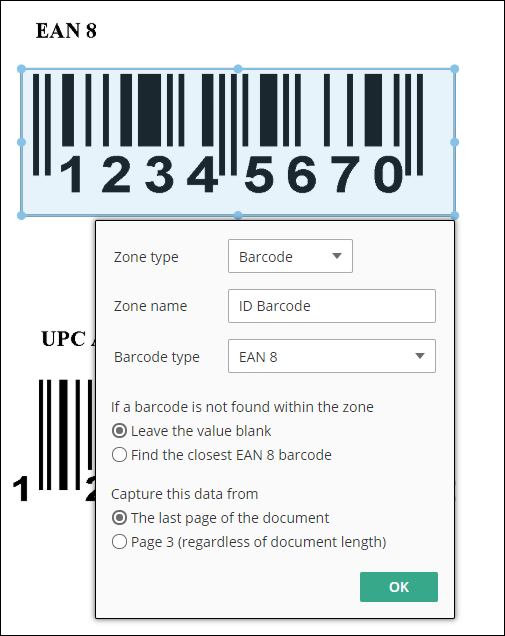 EAN 8
1234 5670
Zone type Barcode
Zone name ID Barcode
UPC
Barcode type EAN 8
If a barcode is not found within the zone
Leave the value blank
Find the closest EAN 8 barcode
1
Capture this data from
The last page of the document
Page 3 (regardless of document length)
OK